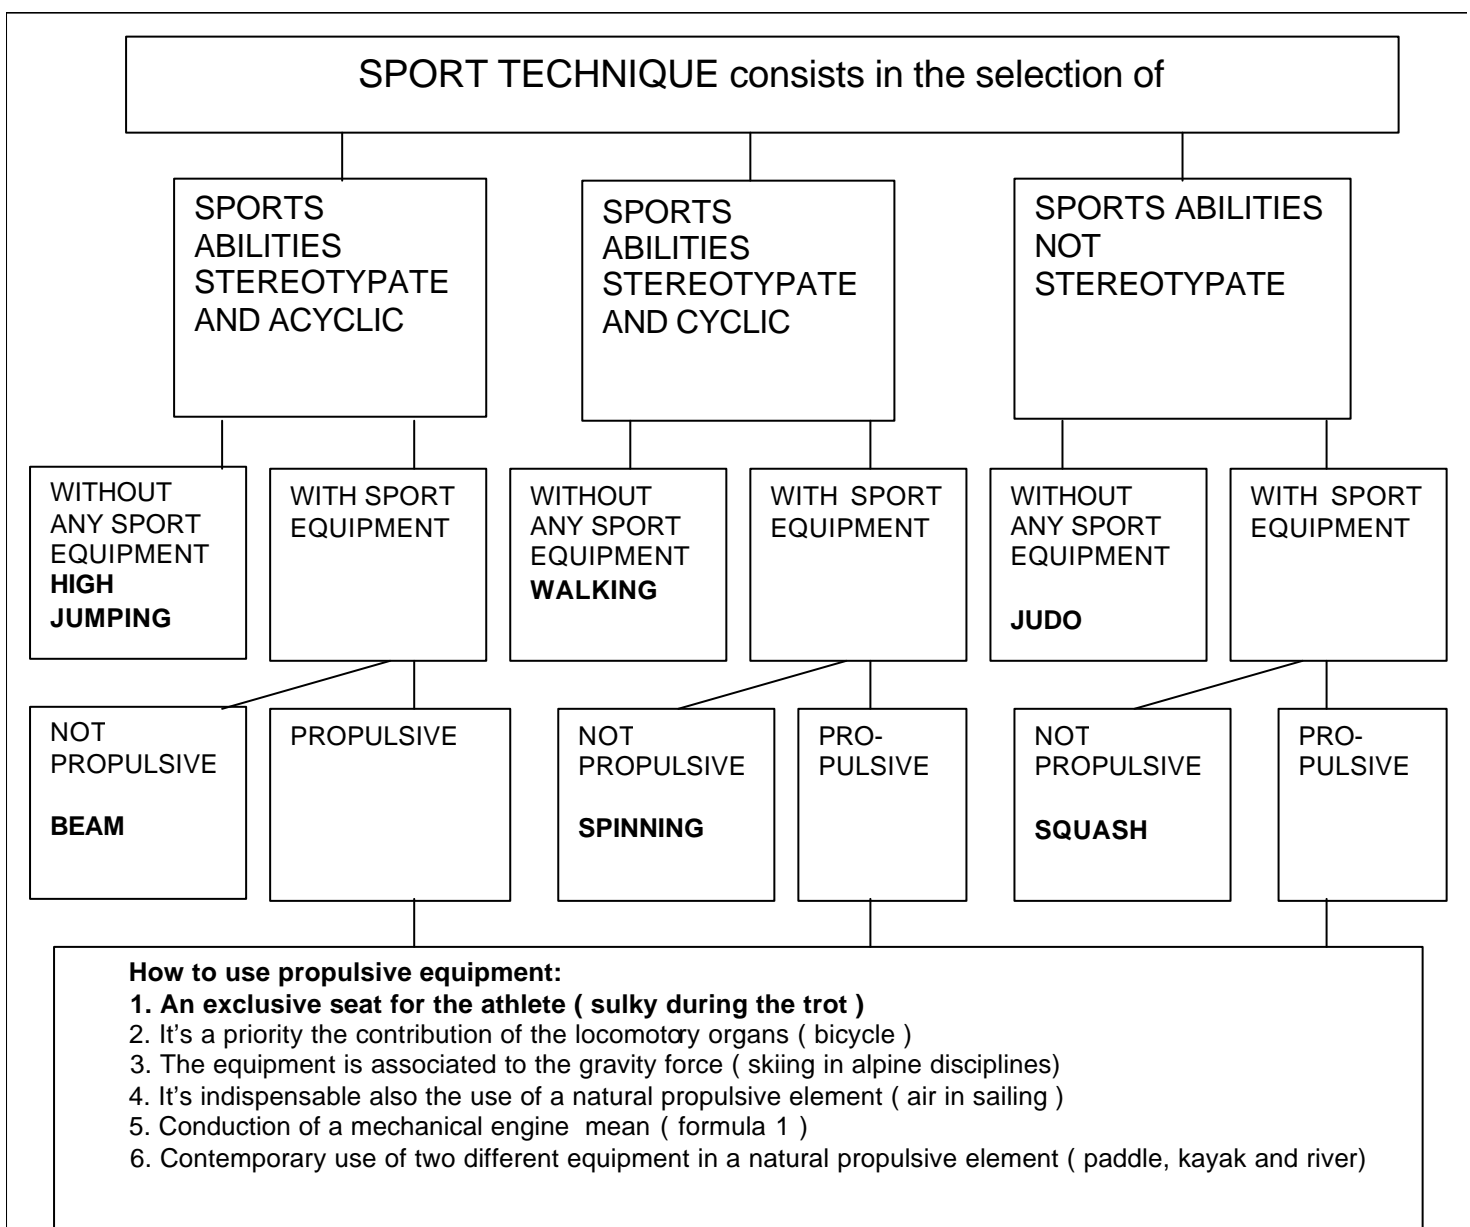 SPORT TECHNIQUE consists in the selection of
SPORTS
ABILITIES
STEREOTYPATE
AND ACYCLIC
SPORTS
ABILITIES
STEREOTYPATE
AND CYCLIC
SPORTS ABILITIES
NOT
STEREOTYPATE
WITHOUT
ANY SPORT
EQUIPMENT
HIGH
JUMPING
WITH SPORT
EQUIPMENT
WITHOUT
ANY SPORT
EQUIPMENT
WALKING
WITH SPORT
EQUIPMENT
WITHOUT
ANY SPORT
EQUIPMENT
JUDO
WITH SPORT
EQUIPMENT
NOT
PROPULSIVE
BEAM
PROPULSIVE
NOT
PROPULSIVE
SPINNING
PRO-
PULSIVE
NOT
PROPULSIVE
SQUASH
PRO-
PULSIVE
How to use propulsive equipment:
1. An exclusive seat for the athlete ( sulky during the trot )
2. It's a priority the contribution of the locomotory organs ( bicycle )
3. The equipment is associated to the gravity force ( skiing in alpine disciplines)
4. It's indispensable also the use of a natural propulsive element ( air in sailing )
5. Conduction of a mechanical engine mean ( formula 1 )
6. Contemporary use of two different equipment in a natural propulsive element ( paddle, kayak and river)